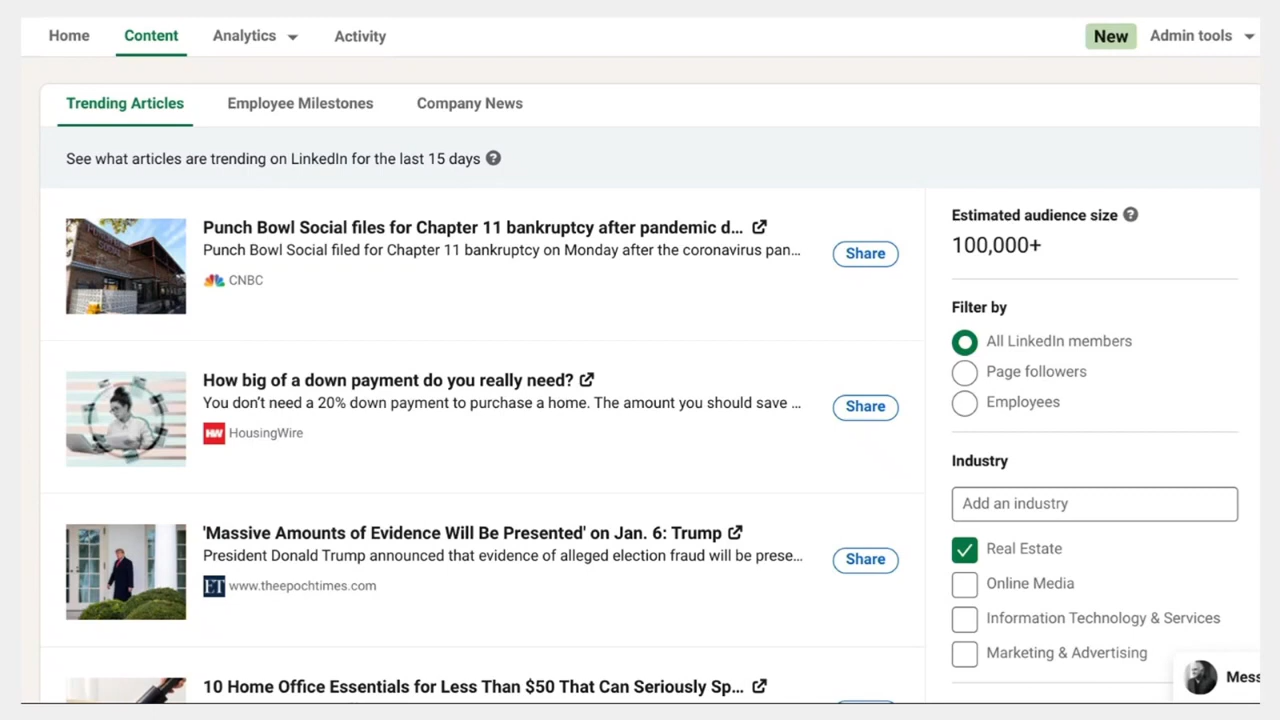 Home Content Analytics Activity New Admin tools
Trending Articles Employee Milestones Company News
See what articles are trending on LinkedIn for the last 15 days ?
Punch Bowl Social files for Chapter 11 bankruptcy after pandemic d...
Punch Bowl Social filed for Chapter 11 bankruptcy on Monday after the coronavirus pan...
CNBC
Share
How big of a down payment do you really need?
You don't need a 20% down payment to purchase a home. The amount you should save ...
HW HousingWire
Share
'Massive Amounts of Evidence Will Be Presented' on Jan. 6: Trump
President Donald Trump announced that evidence of alleged election fraud will be prese...
ET www.theepochtimes.com
Share
10 Home Office Essentials for Less Than $50 That Can Seriously Sp...
Estimated audience size ?
100,000+
Filter by
All LinkedIn members
Page followers
Employees
Industry
Add an industry
Real Estate
Online Media
Information Technology & Services
Marketing & Advertising
Mess